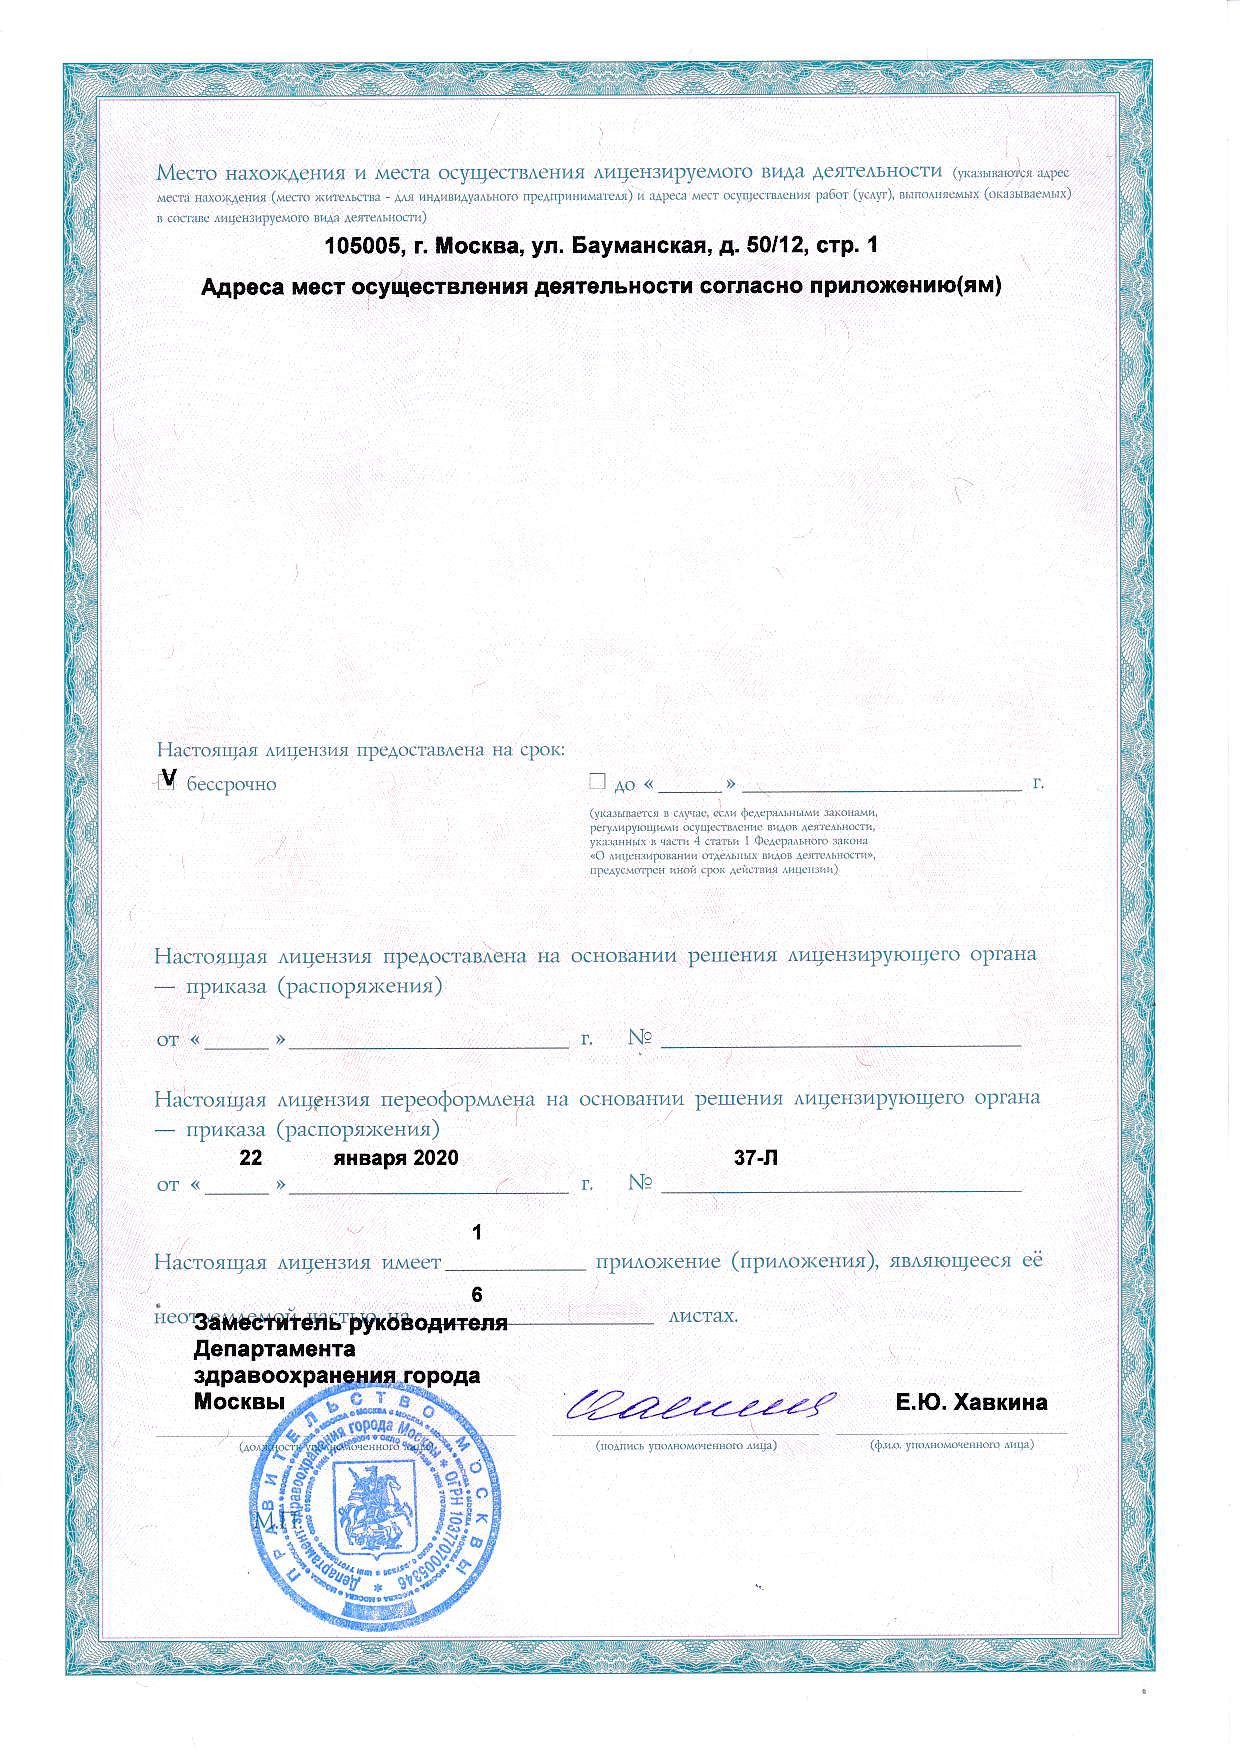 Место нахождения и места осуществления лицензируемого вида деятельности (указываются адрес
места нахождения (место жительства - для индивидуального предпринимателя) и адреса мест осуществления работ (услуг), выполняемых (оказываемых)
в составе лицензируемого вида деятельности)
105005, г. Москва, ул. Бауманская, д. 50/12, стр. 1
Адреса мест осуществления деятельности согласно приложению(ям)
Настоящая лицензия предоставлена на срок:
V бессрочно
до « » г.
(указывается в случае, если федеральными законами,
регулирующими осуществление видов деятельности,
указанных в части 4 статьи 1 Федерального закона
«О лицензировании отдельных видов деятельности»,
предусмотрен иной срок действия лицензии)
Настоящая лицензия предоставлена на основании решения лицензирующего органа
— приказа (распоряжения)
от « » г. №
Настоящая лицензия переоформлена на основании решения лицензирующего органа
— приказа (распоряжения)
от « 22 » января 2020 г. № 37-Л
Настоящая лицензия имеет 1 приложение (приложения), являющееся её
неотъемлемой частью на 6 листах.
Заместитель руководителя
Департамента
здравоохранения города
Москвы
Е.Ю. Хавкина
(должность уполномоченного лица)
(подпись уполномоченного лица)
(ф.и.о. уполномоченного лица)
М.П.
ПРАВИТЕЛЬСТВО МОСКВЫ
Департамент здравоохранения города Москвы * ОГРН 1037707005346 *